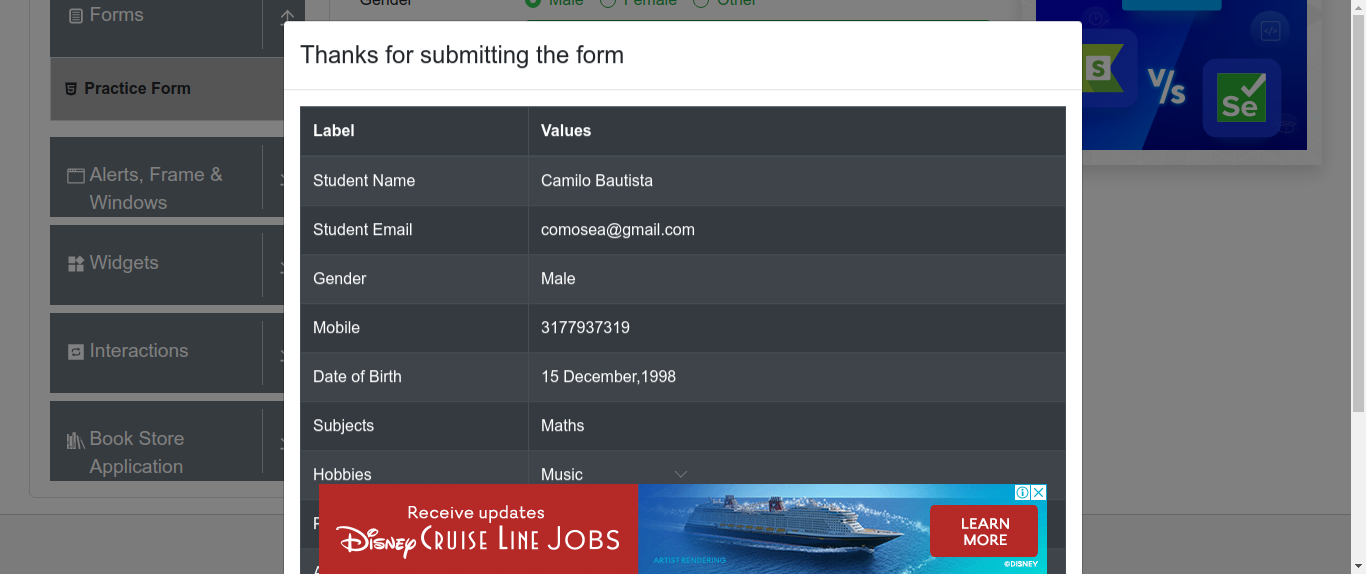 Gender
Male
Female
Other
Forms
Practice Form
Alerts, Frame &
Windows
Widgets
Interactions
Book Store
Application
Thanks for submitting the form
Label Values
Student Name Camilo Bautista
Student Email comosea@gmail.com
Gender Male
Mobile 3177937319
Date of Birth 15 December,1998
Subjects Maths
Hobbies Music
S
V/s
Se
Receive updates
Disney CRUISE LINE JOBS
ARTIST RENDERING
LEARN
MORE
©DISNEY